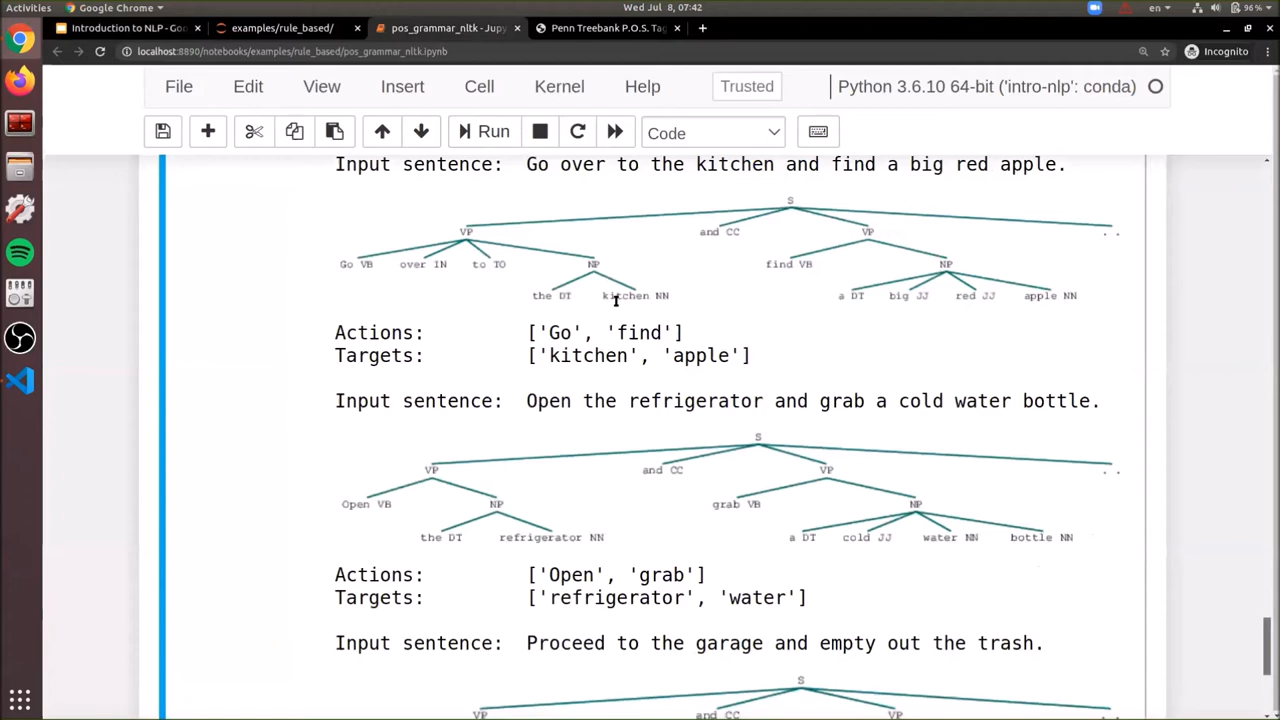 Activities
Google Chrome
Wed Jul 8, 07:42
en
96%
Introduction to NLP - Goo
examples/rule_based/
pos_grammar_nltk - Jupy
Penn Treebank P.O.S. Tag
localhost:8890/notebooks/examples/rule_based/pos_grammar_nltk.ipynb
Incognito
File Edit View Insert Cell Kernel Help
Trusted
Python 3.6.10 64-bit ('intro-nlp': conda)
Run
Code
Input sentence: Go over to the kitchen and find a big red apple.
S
VP and CC VP . .
Go VB over IN to TO NP find VB NP
the DT kitchen NN a DT big JJ red JJ apple NN
Actions: ['Go', 'find']
Targets: ['kitchen', 'apple']
Input sentence: Open the refrigerator and grab a cold water bottle.
S
VP and CC VP . .
Open VB NP grab VB NP
the DT refrigerator NN a DT cold JJ water NN bottle NN
Actions: ['Open', 'grab']
Targets: ['refrigerator', 'water']
Input sentence: Proceed to the garage and empty out the trash.
S
VP and CC VP . .